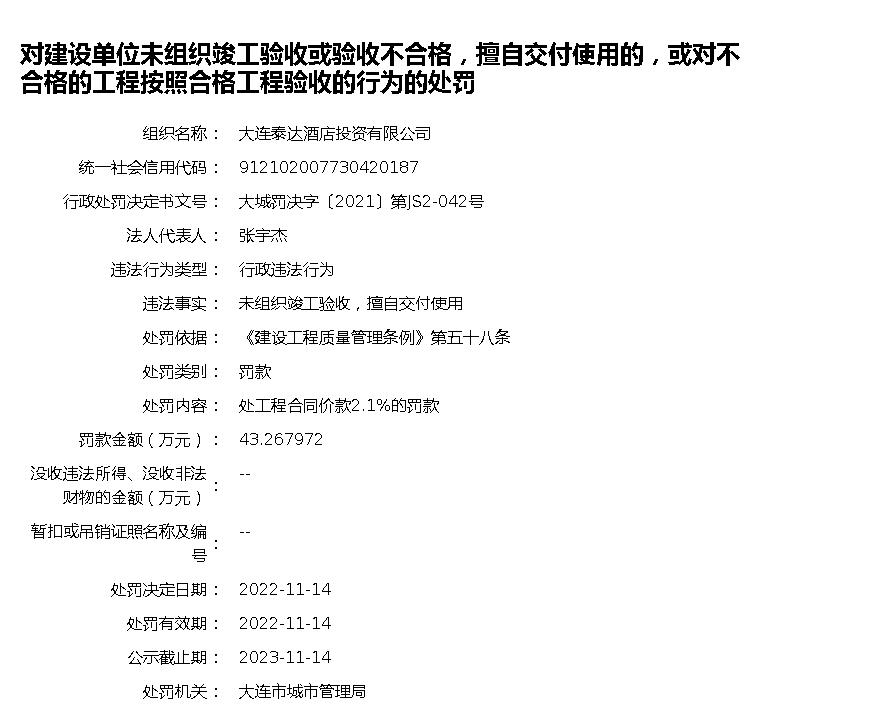 对建设单位未组织竣工验收或验收不合格，擅自交付使用的，或对不
合格的工程按照合格工程验收的行为的处罚
组织名称： 大连泰达酒店投资有限公司
统一社会信用代码： 912102007730420187
行政处罚决定书文号： 大城罚决字〔2021〕第JS2-042号
法人代表人： 张宇杰
违法行为类型： 行政违法行为
违法事实： 未组织竣工验收，擅自交付使用
处罚依据： 《建设工程质量管理条例》第五十八条
处罚类别： 罚款
处罚内容： 处工程合同价款2.1%的罚款
罚款金额（万元）： 43.267972
没收违法所得、没收非法
财物的金额（万元）： --
暂扣或吊销证照名称及编
号： --
处罚决定日期： 2022-11-14
处罚有效期： 2022-11-14
公示截止期： 2023-11-14
处罚机关： 大连市城市管理局